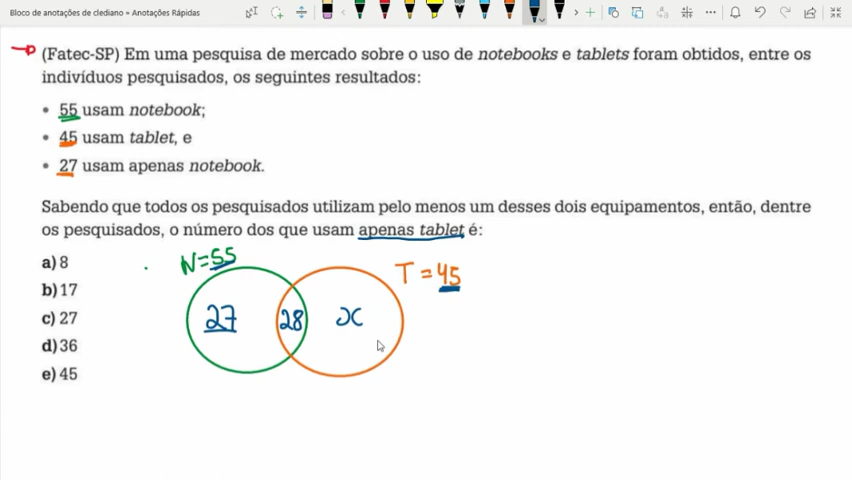 Bloco de anotações de clediano » Anotações Rápidas
(Fatec-SP) Em uma pesquisa de mercado sobre o uso de notebooks e tablets foram obtidos, entre os
indivíduos pesquisados, os seguintes resultados:
• 55 usam notebook;
• 45 usam tablet, e
• 27 usam apenas notebook.
Sabendo que todos os pesquisados utilizam pelo menos um desses dois equipamentos, então, dentre
os pesquisados, o número dos que usam apenas tablet é:
a) 8
b) 17
c) 27
d) 36
e) 45
N=55
T=45
27 28 x